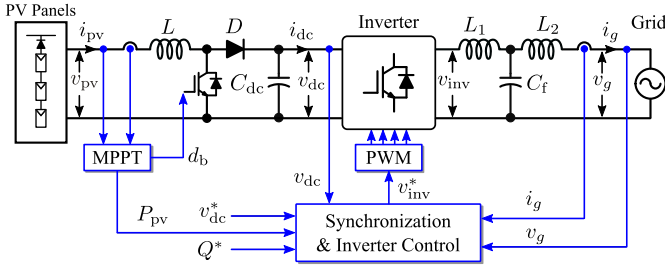 PV Panels
Inverter
Grid
i_pv
L
D
i_dc
L_1
L_2
i_g
v_pv
C_dc
v_dc
v_inv
C_f
v_g
MPPT
d_b
PWM
v_dc
v*_inv
P_pv
v*_dc
Q*
Synchronization
& Inverter Control
i_g
v_g